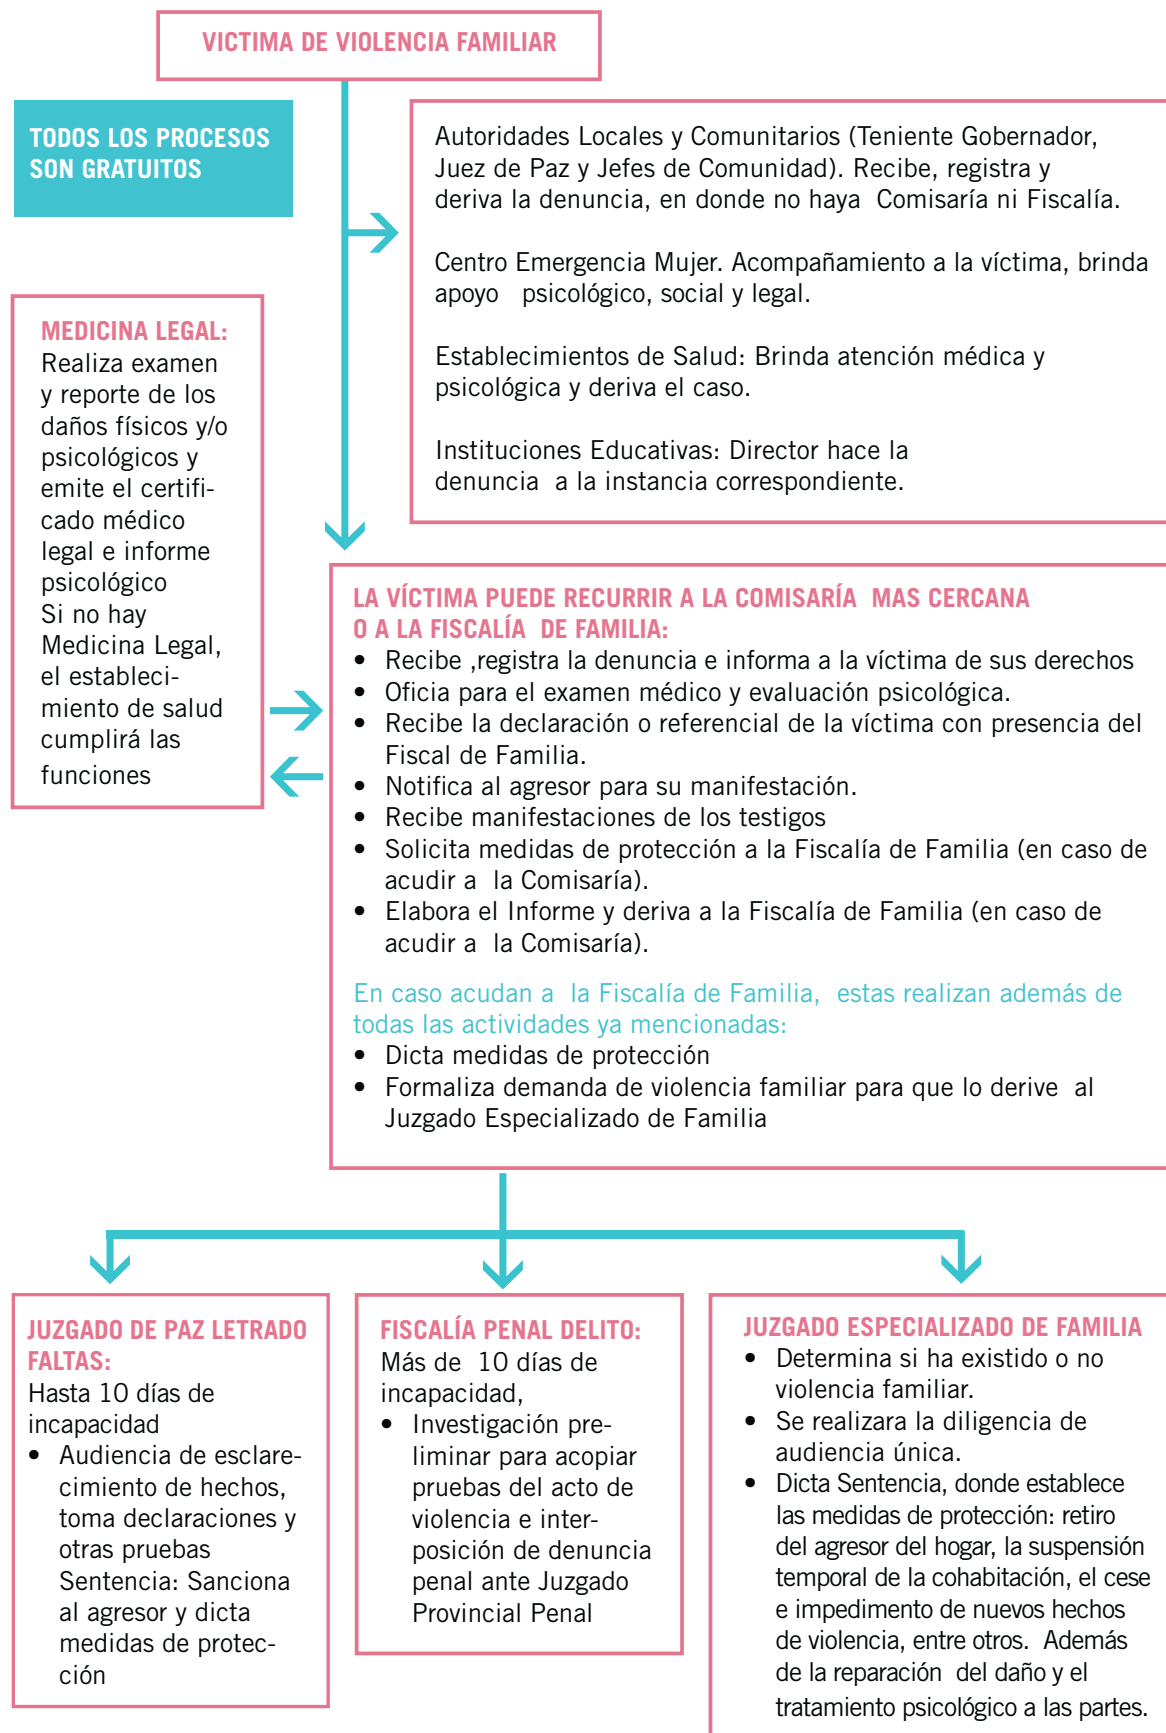 VICTIMA DE VIOLENCIA FAMILIAR
TODOS LOS PROCESOS
SON GRATUITOS
Autoridades Locales y Comunitarios (Teniente Gobernador,
Juez de Paz y Jefes de Comunidad). Recibe, registra y
deriva la denuncia, en donde no haya Comisaría ni Fiscalía.
Centro Emergencia Mujer. Acompañamiento a la víctima, brinda
apoyo psicológico, social y legal.
Establecimientos de Salud: Brinda atención médica y
psicológica y deriva el caso.
Instituciones Educativas: Director hace la
denuncia a la instancia correspondiente.
MEDICINA LEGAL:
Realiza examen
y reporte de los
daños físicos y/o
psicológicos y
emite el certifi-
cado médico
legal e informe
psicológico
Si no hay
Medicina Legal,
el estableci-
miento de salud
cumplirá las
funciones
LA VÍCTIMA PUEDE RECURRIR A LA COMISARÍA MAS CERCANA
O A LA FISCALÍA DE FAMILIA:
• Recibe ,registra la denuncia e informa a la víctima de sus derechos
• Oficia para el examen médico y evaluación psicológica.
• Recibe la declaración o referencial de la víctima con presencia del
Fiscal de Familia.
• Notifica al agresor para su manifestación.
• Recibe manifestaciones de los testigos
• Solicita medidas de protección a la Fiscalía de Familia (en caso de
acudir a la Comisaría).
• Elabora el Informe y deriva a la Fiscalía de Familia (en caso de
acudir a la Comisaría).
En caso acudan a la Fiscalía de Familia, estas realizan además de
todas las actividades ya mencionadas:
• Dicta medidas de protección
• Formaliza demanda de violencia familiar para que lo derive al
Juzgado Especializado de Familia
JUZGADO DE PAZ LETRADO
FALTAS:
Hasta 10 días de
incapacidad
• Audiencia de esclare-
cimiento de hechos,
toma declaraciones y
otras pruebas
Sentencia: Sanciona
al agresor y dicta
medidas de protec-
ción
FISCALÍA PENAL DELITO:
Más de 10 días de
incapacidad,
• Investigación pre-
liminar para acopiar
pruebas del acto de
violencia e inter-
posición de denuncia
penal ante Juzgado
Provincial Penal
JUZGADO ESPECIALIZADO DE FAMILIA
• Determina si ha existido o no
violencia familiar.
• Se realizara la diligencia de
audiencia única.
• Dicta Sentencia, donde establece
las medidas de protección: retiro
del agresor del hogar, la suspensión
temporal de la cohabitación, el cese
e impedimento de nuevos hechos
de violencia, entre otros. Además
de la reparación del daño y el
tratamiento psicológico a las partes.